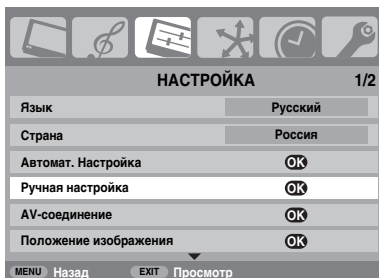 НАСТРОЙКА 1/2
Язык Русский
Страна Россия
Автомат. Настройка OK
Ручная настройка OK
AV-соединение OK
Положение изображения OK
MENU Назад EXIT Просмотр